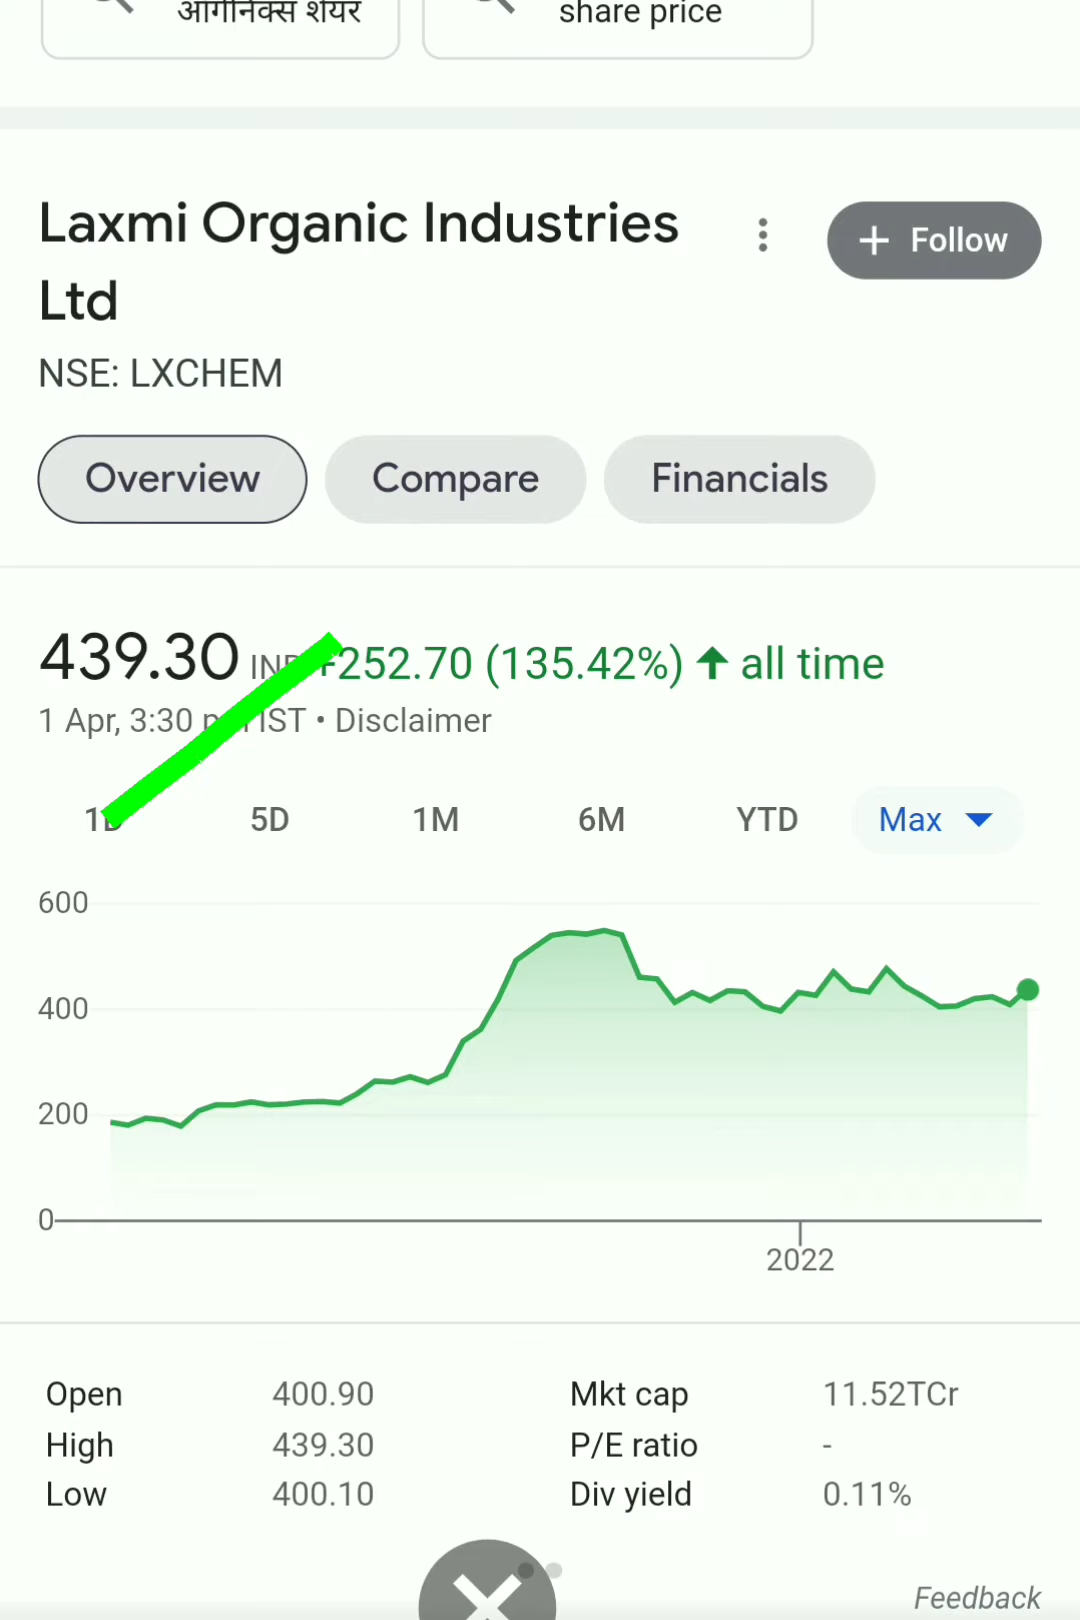 आर्गेनिक्स शेयर
share price
Laxmi Organic Industries
Ltd
Follow
NSE: LXCHEM
Overview
Compare
Financials
439.30 +252.70 (135.42%) all time
1 Apr, 3:30 IST • Disclaimer
5D 1M 6M YTD Max
600
400
200
0
2022
Open 400.90 Mkt cap 11.52TCr
High 439.30 P/E ratio -
Low 400.10 Div yield 0.11%
Feedback